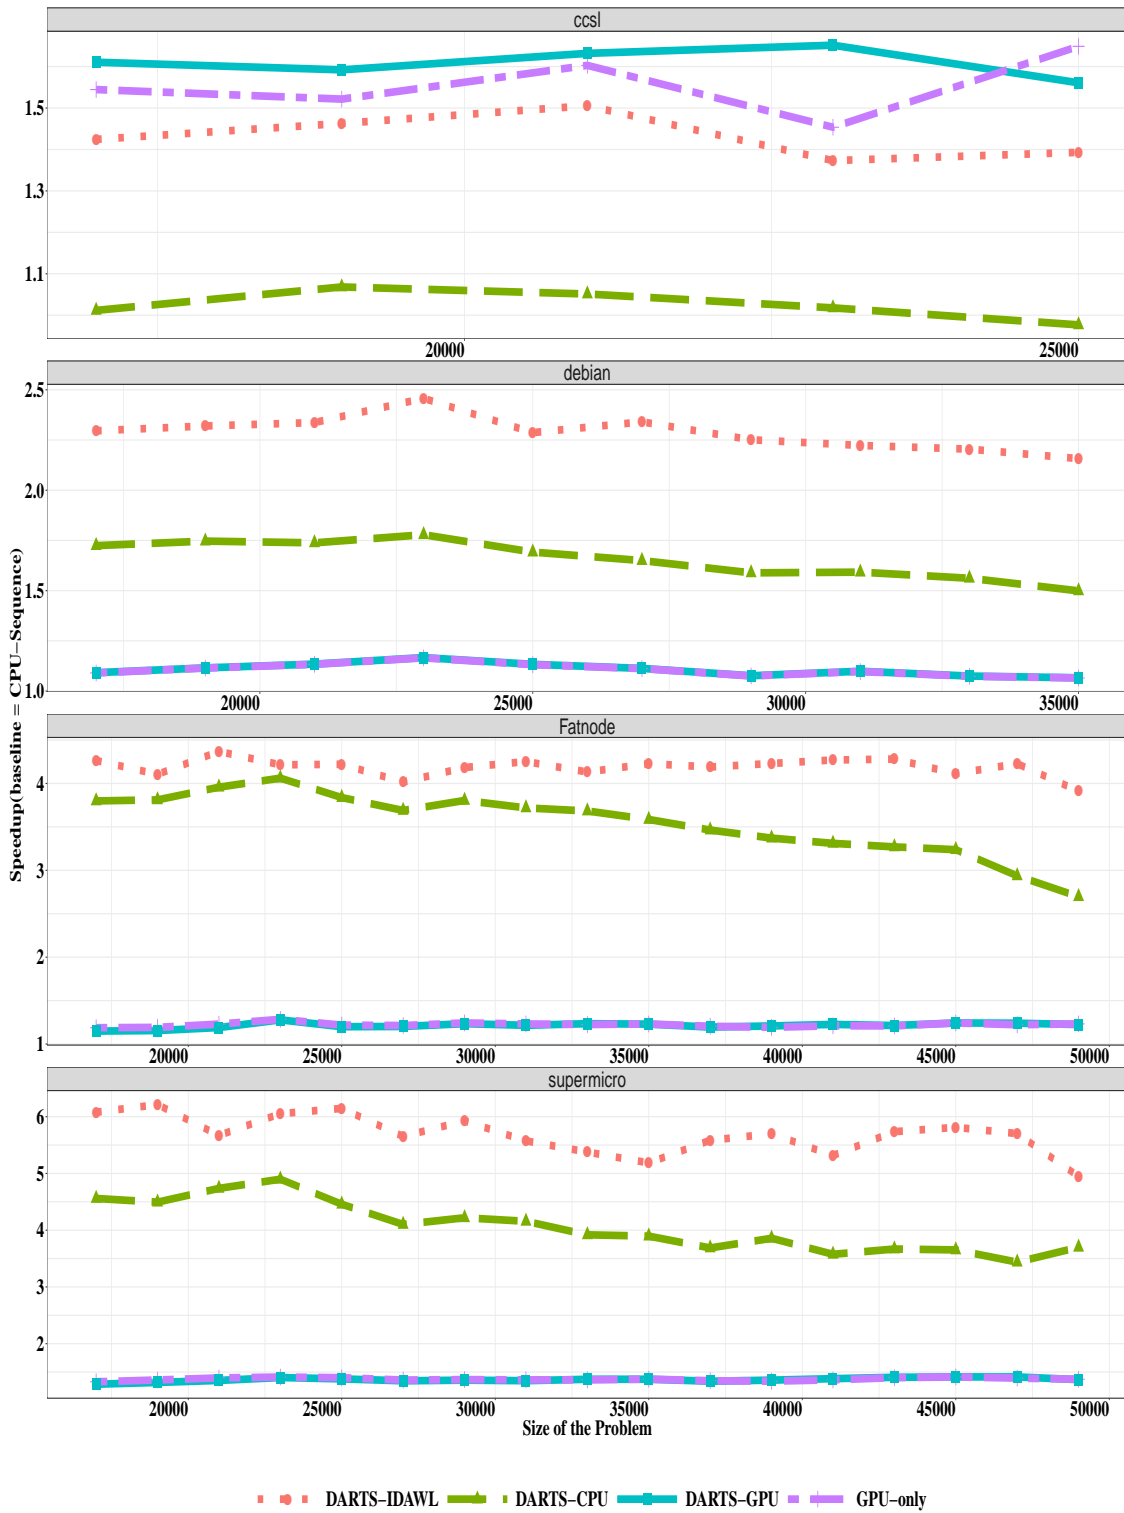 ccsl
1.5
1.3
1.1
20000 25000
debian
2.5
2.0
1.5
1.0
20000 25000 30000 35000
Speedup(baseline = CPU−Sequence)
Fatnode
4
3
2
1
20000 25000 30000 35000 40000 45000 50000
supermicro
6
5
4
3
2
20000 25000 30000 35000 40000 45000 50000
Size of the Problem
DARTS−IDAWL DARTS−CPU DARTS−GPU GPU−only